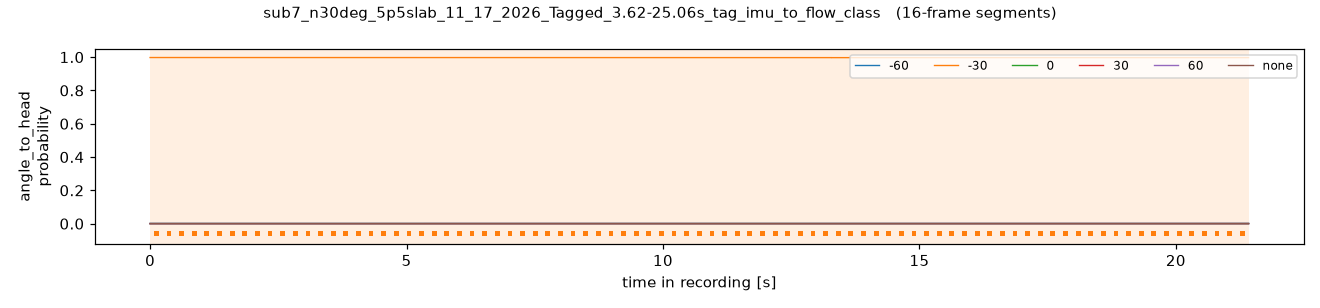 sub7_n30deg_5p5slab_11_17_2026_Tagged_3.62-25.06s_tag_imu_to_flow_class (16-frame segments)
1.0
0.8
0.6
0.4
0.2
0.0
angle_to_head
probability
-60 -30 0 30 60 none
0 5 10 15 20
time in recording [s]